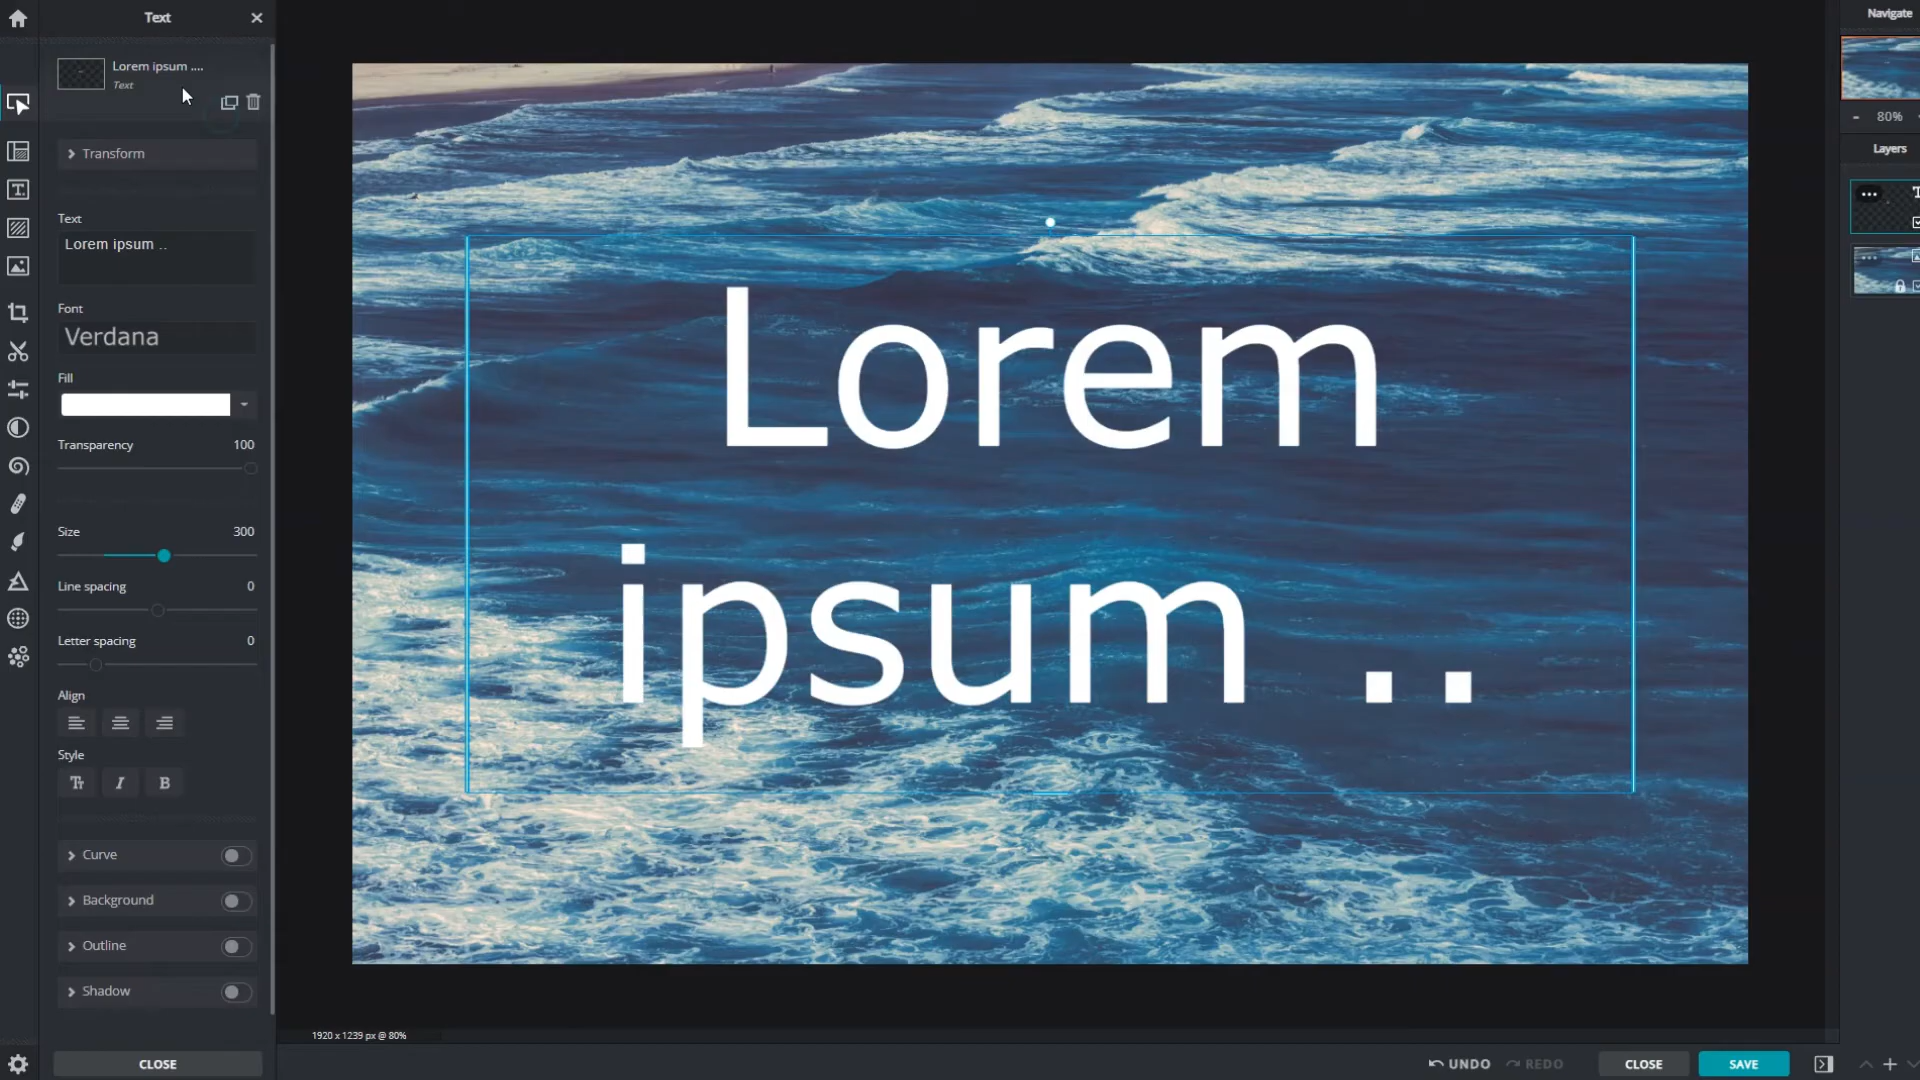 Text
Lorem ipsum ....
Text
Transform
Text
Lorem ipsum ..
Font
Verdana
Fill
Transparency 100
Size 300
Line spacing 0
Letter spacing 0
Align
Style
Tт I B
Curve
Background
Outline
Shadow
CLOSE
Lorem
ipsum ..
1920 x 1239 px @ 80%
UNDO REDO CLOSE SAVE
Navigate
- 80%
Layers
T